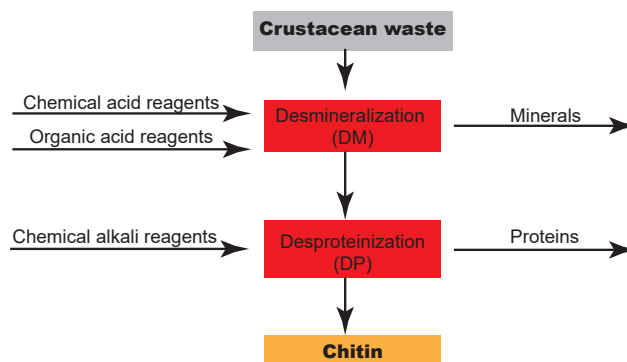 Crustacean waste
Chemical acid reagents
Organic acid reagents
Desmineralization
(DM)
Minerals
Chemical alkali reagents
Desproteinization
(DP)
Proteins
Chitin